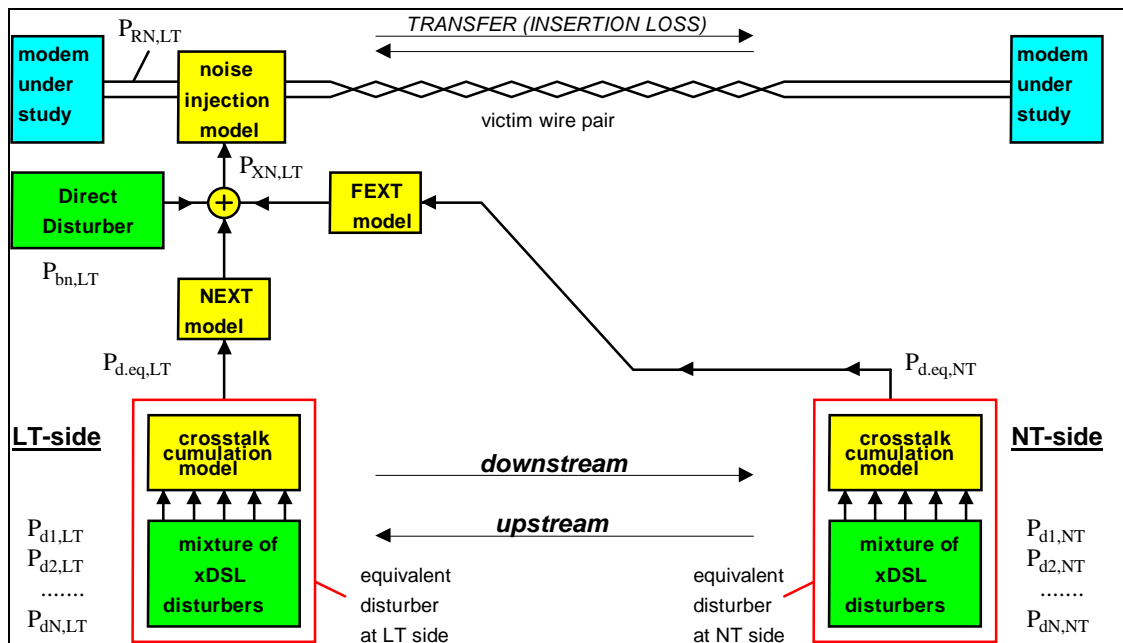 P_RN,LT
TRANSFER (INSERTION LOSS)
modem
under
study
noise
injection
model
modem
under
study
victim wire pair
P_XN,LT
Direct
Disturber
+
FEXT
model
P_bn,LT
NEXT
model
P_d.eq,LT
P_d.eq,NT
LT-side
crosstalk
cumulation
model
downstream
crosstalk
cumulation
model
NT-side
upstream
P_d1,LT
P_d2,LT
.......
P_dN,LT
mixture of
xDSL
disturbers
equivalent
disturber
at LT side
equivalent
disturber
at NT side
mixture of
xDSL
disturbers
P_d1,NT
P_d2,NT
.......
P_dN,NT